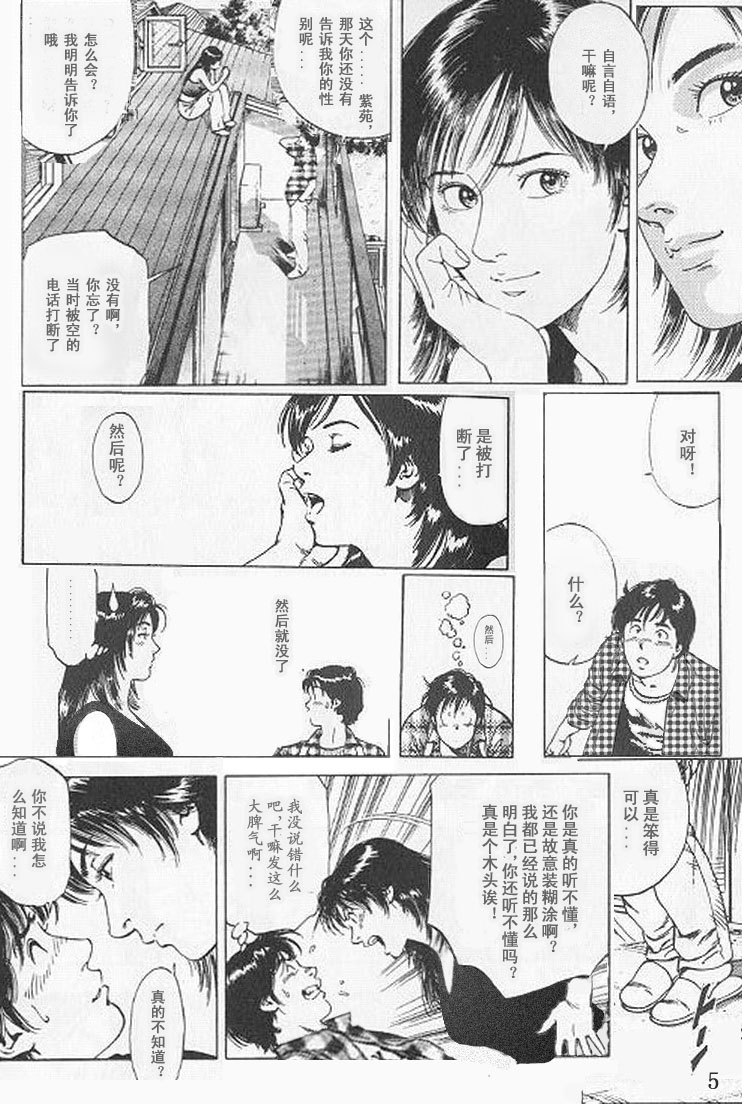 自言自语,
干嘛呢?
这个.....紫苑,
那天你还没有
告诉我你的性
别呢...
怎么会?
我明明告诉你了
哦
没有啊,
你忘了?
当时被空的
电话打断了
对呀!
什么?
是被打
断了...
然后呢?
然后...
然后就没了
........
真是笨得
可以...
你是真的听不懂,
还是故意装糊涂啊?
我都已经说的那么
明白了,你还听不懂吗?
真是个木头诶!
我没说错什么
吧,干嘛发这么
大脾气啊...
你不说我怎
么知道啊...
真的不知道?
5